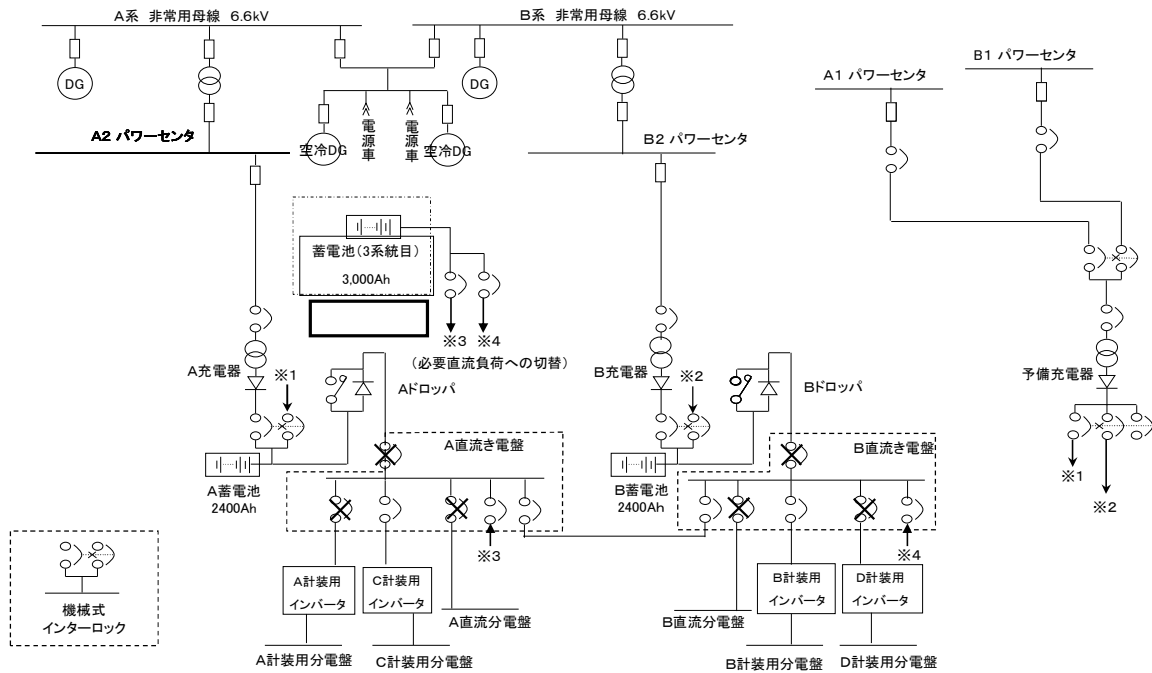 A系 非常用母線 6.6kV
B系 非常用母線 6.6kV
DG
DG
A1 パワーセンタ
B1 パワーセンタ
A2 パワーセンタ
空冷DG
電源車
電源車
空冷DG
B2 パワーセンタ
蓄電池(3系統目)
3,000Ah
※3
※4
(必要直流負荷への切替)
A充電器
※1
Aドロッパ
B充電器
※2
Bドロッパ
予備充電器
※1
※2
A直流き電盤
B直流き電盤
A蓄電池
2400Ah
B蓄電池
2400Ah
※3
※4
機械式
インターロック
A計装用
インバータ
C計装用
インバータ
A直流分電盤
B直流分電盤
B計装用
インバータ
D計装用
インバータ
A計装用分電盤
C計装用分電盤
B計装用分電盤
D計装用分電盤